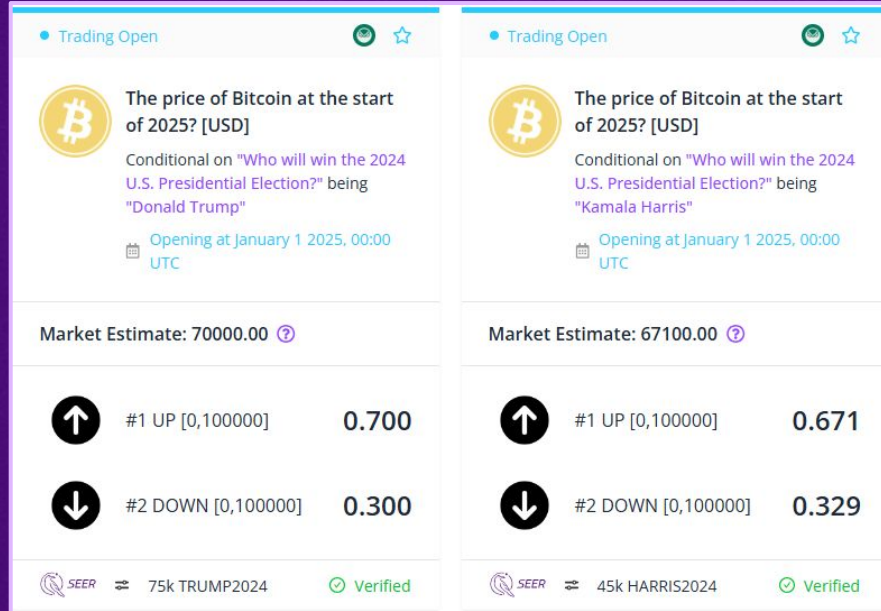 Trading Open
The price of Bitcoin at the start
of 2025? [USD]
Conditional on "Who will win the 2024
U.S. Presidential Election?" being
"Donald Trump"
Opening at January 1 2025, 00:00
UTC
Market Estimate: 70000.00 ?
#1 UP [0,100000] 0.700
#2 DOWN [0,100000] 0.300
SEER 75k TRUMP2024 Verified
Trading Open
The price of Bitcoin at the start
of 2025? [USD]
Conditional on "Who will win the 2024
U.S. Presidential Election?" being
"Kamala Harris"
Opening at January 1 2025, 00:00
UTC
Market Estimate: 67100.00 ?
#1 UP [0,100000] 0.671
#2 DOWN [0,100000] 0.329
SEER 45k HARRIS2024 Verified